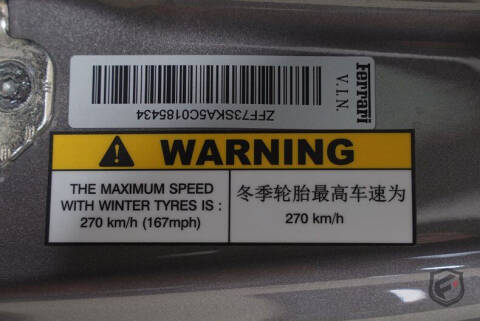 Ferrari
V.I.N.
ZFF73SKA5C0185434
WARNING
THE MAXIMUM SPEED
WITH WINTER TYRES IS :
270 km/h (167mph)
冬季轮胎最高车速为
270 km/h